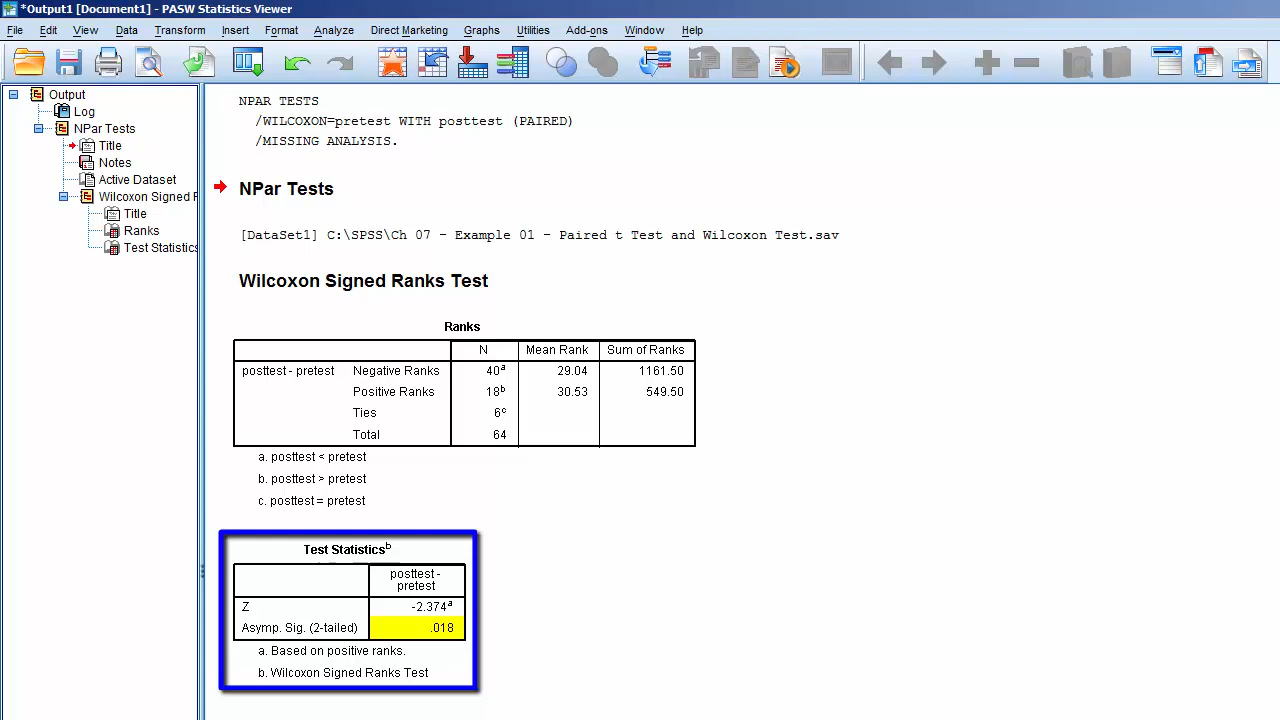 *Output1 [Document1] - PASW Statistics Viewer
File Edit View Data Transform Insert Format Analyze Direct Marketing Graphs Utilities Add-ons Window Help
Output
Log
NPar Tests
Title
Notes
Active Dataset
Wilcoxon Signed R
Title
Ranks
Test Statistics
NPAR TESTS
/WILCOXON=pretest WITH posttest (PAIRED)
/MISSING ANALYSIS.
NPar Tests
[DataSet1] C:\SPSS\Ch 07 - Example 01 - Paired t Test and Wilcoxon Test.sav
Wilcoxon Signed Ranks Test
Ranks
N Mean Rank Sum of Ranks
posttest - pretest Negative Ranks 40a 29.04 1161.50
Positive Ranks 18b 30.53 549.50
Ties 6c
Total 64
a. posttest < pretest
b. posttest > pretest
c. posttest = pretest
Test Statisticsb
posttest -
pretest
Z -2.374a
Asymp. Sig. (2-tailed) .018
a. Based on positive ranks.
b. Wilcoxon Signed Ranks Test